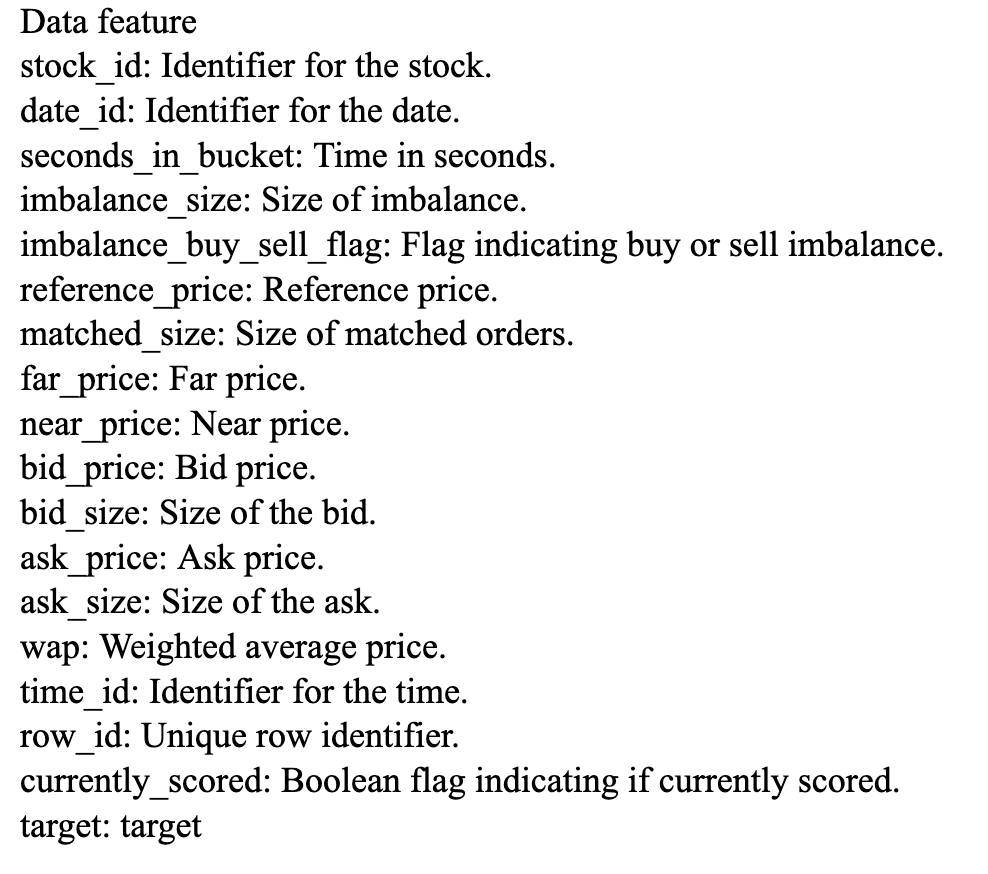 Data feature
stock_id: Identifier for the stock.
date_id: Identifier for the date.
seconds_in_bucket: Time in seconds.
imbalance_size: Size of imbalance.
imbalance_buy_sell_flag: Flag indicating buy or sell imbalance.
reference_price: Reference price.
matched_size: Size of matched orders.
far_price: Far price.
near_price: Near price.
bid_price: Bid price.
bid_size: Size of the bid.
ask_price: Ask price.
ask_size: Size of the ask.
wap: Weighted average price.
time_id: Identifier for the time.
row_id: Unique row identifier.
currently_scored: Boolean flag indicating if currently scored.
target: target